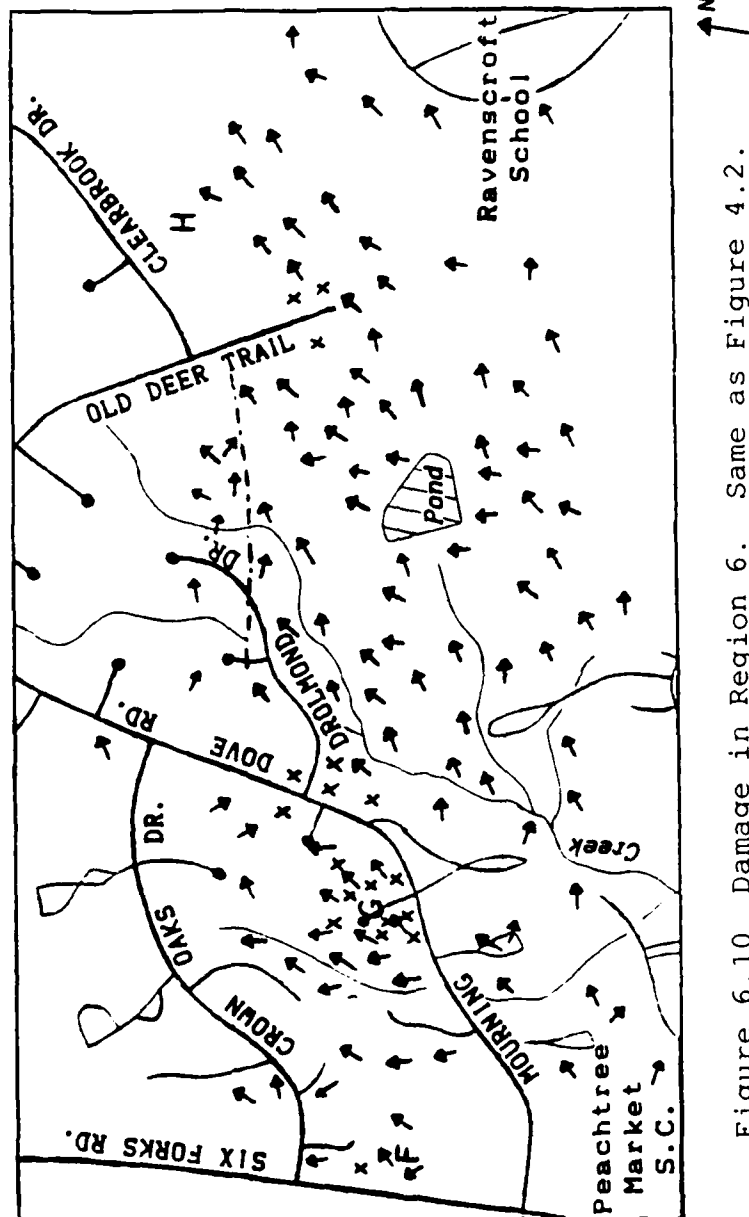 N
CLEARBROOK DR.
H
Ravenscroft
School
OLD DEER TRAIL
Pond
DR.
DROLMOND
RD.
DOVE
DR.
OAKS
CROWN
G
Creek
MOURNING
SIX FORKS RD.
F
Peachtree
Market
S.C.
Figure 6.10 Damage in Region 6. Same as Figure 4.2.